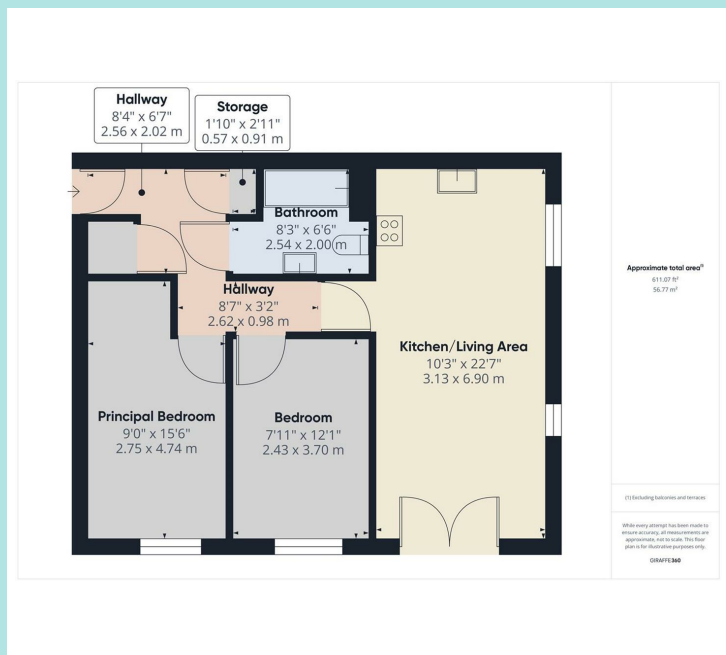 Hallway
8'4" x 6'7"
2.56 x 2.02 m
Storage
1'10" x 2'11"
0.57 x 0.91 m
Bathroom
8'3" x 6'6"
2.54 x 2.00 m
Hallway
8'7" x 3'2"
2.62 x 0.98 m
Kitchen/Living Area
10'3" x 22'7"
3.13 x 6.90 m
Principal Bedroom
9'0" x 15'6"
2.75 x 4.74 m
Bedroom
7'11" x 12'1"
2.43 x 3.70 m
Approximate total area⁽¹⁾
611.07 ft²
56.77 m²
(1) Excluding balconies and terraces
While every attempt has been made to
ensure accuracy, all measurements are
approximate, not to scale. This floor
plan is for illustrative purposes only.
GIRAFFE360